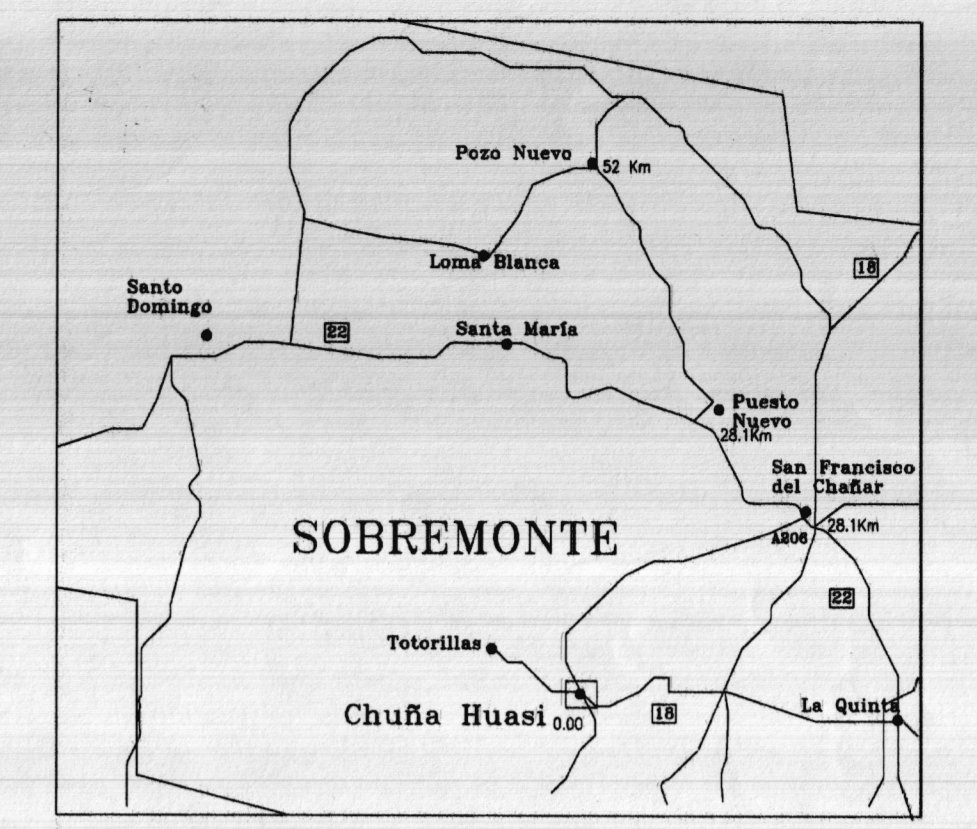 Pozo Nuevo
52 Km
Loma Blanca
18
Santo
Domingo
22
Santa María
Puesto
Nuevo
28.1Km
San Francisco
del Chañar
SOBREMONTE
A206
28.1Km
22
Totorillas
Chuña Huasi
0.00
18
La Quinta